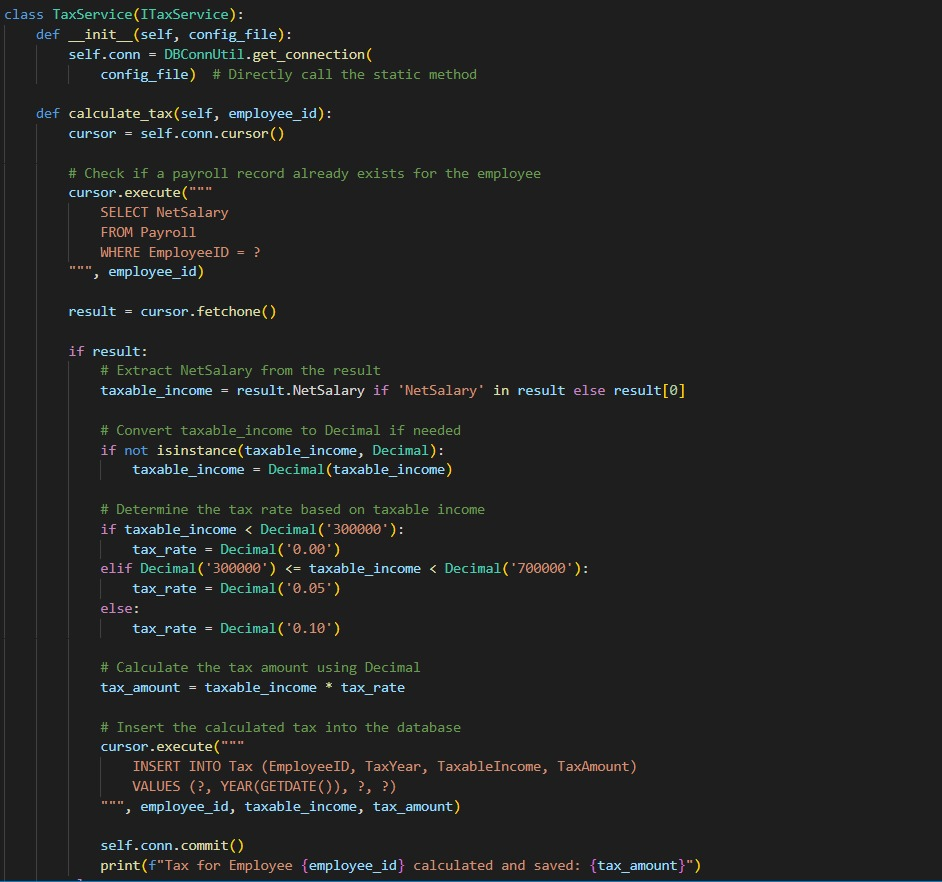 class TaxService(ITaxService):
    def __init__(self, config_file):
        self.conn = DBConnUtil.get_connection(
            config_file)  # Directly call the static method

    def calculate_tax(self, employee_id):
        cursor = self.conn.cursor()

        # Check if a payroll record already exists for the employee
        cursor.execute("""
            SELECT NetSalary
            FROM Payroll
            WHERE EmployeeID = ?
        """, employee_id)

        result = cursor.fetchone()

        if result:
            # Extract NetSalary from the result
            taxable_income = result.NetSalary if 'NetSalary' in result else result[0]

            # Convert taxable_income to Decimal if needed
            if not isinstance(taxable_income, Decimal):
                taxable_income = Decimal(taxable_income)

            # Determine the tax rate based on taxable income
            if taxable_income < Decimal('300000'):
                tax_rate = Decimal('0.00')
            elif Decimal('300000') <= taxable_income < Decimal('700000'):
                tax_rate = Decimal('0.05')
            else:
                tax_rate = Decimal('0.10')

            # Calculate the tax amount using Decimal
            tax_amount = taxable_income * tax_rate

            # Insert the calculated tax into the database
            cursor.execute("""
                INSERT INTO Tax (EmployeeID, TaxYear, TaxableIncome, TaxAmount)
                VALUES (?, YEAR(GETDATE()), ?, ?)
            """, employee_id, taxable_income, tax_amount)

            self.conn.commit()
            print(f"Tax for Employee {employee_id} calculated and saved: {tax_amount}")